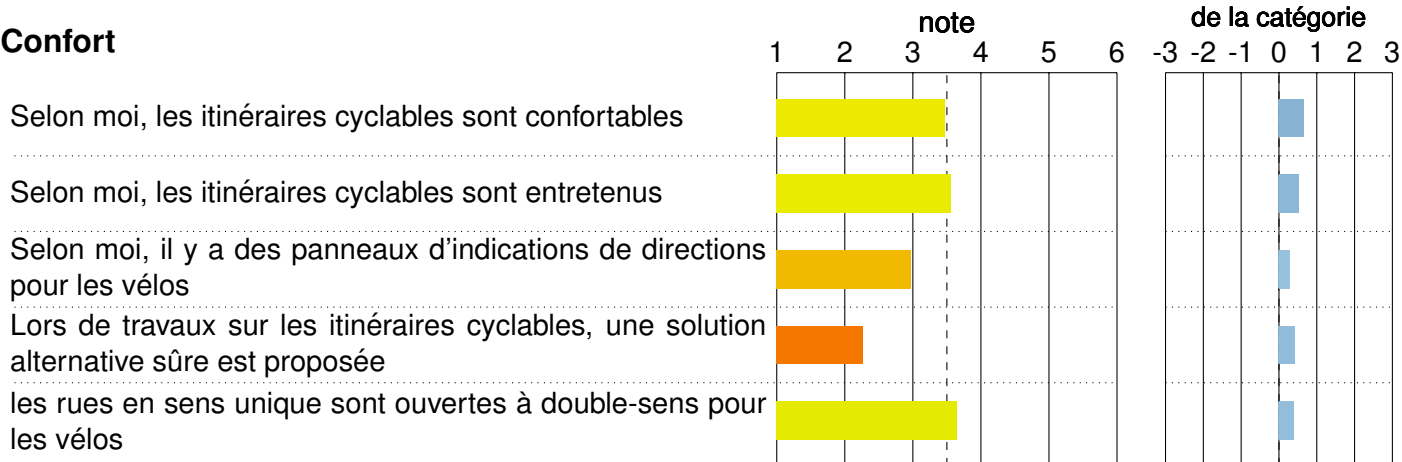 note
de la catégorie
Confort
1 2 3 4 5 6
-3 -2 -1 0 1 2 3
Selon moi, les itinéraires cyclables sont confortables
Selon moi, les itinéraires cyclables sont entretenus
Selon moi, il y a des panneaux d'indications de directions
pour les vélos
Lors de travaux sur les itinéraires cyclables, une solution
alternative sûre est proposée
les rues en sens unique sont ouvertes à double-sens pour
les vélos